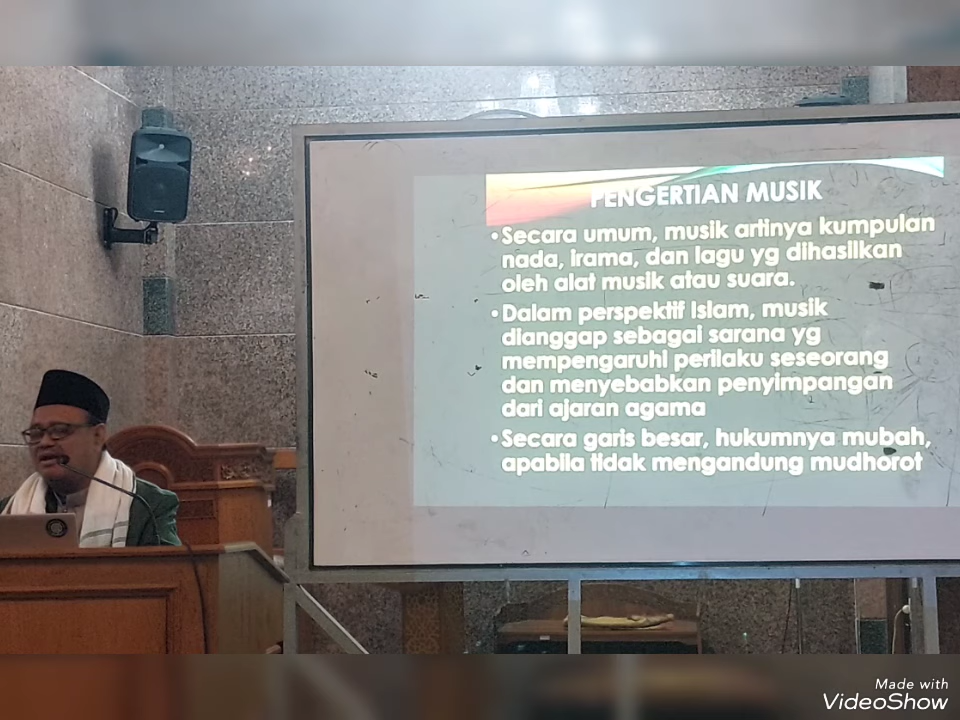 PENGERTIAN MUSIK
•Secara umum, musik artinya kumpulan
nada, irama, dan lagu yg dihasilkan
oleh alat musik atau suara.
•Dalam perspektif Islam, musik
dianggap sebagai sarana yg
mempengaruhi perilaku seseorang
dan menyebabkan penyimpangan
dari ajaran agama
•Secara garis besar, hukumnya mubah,
apabila tidak mengandung mudhorot
Made with
VideoShow